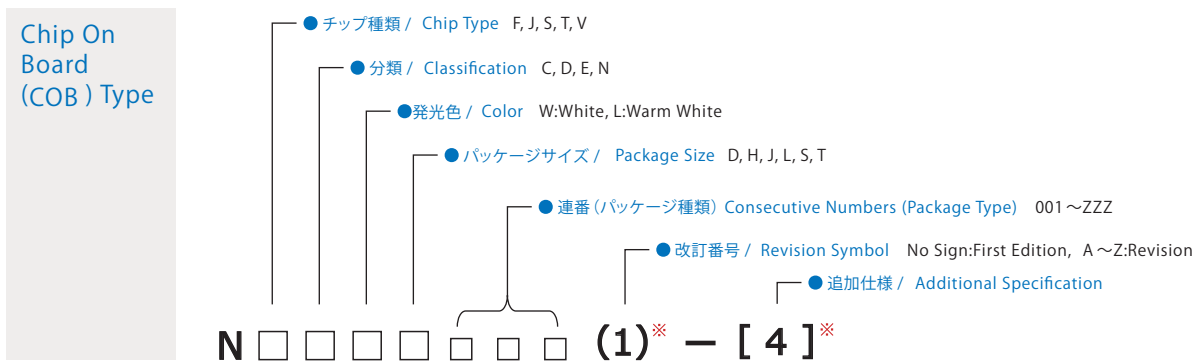 Chip On
Board
(COB ) Type
● チップ種類 / Chip Type F, J, S, T, V
● 分類 / Classification C, D, E, N
●発光色 / Color W:White, L:Warm White
● パッケージサイズ / Package Size D, H, J, L, S, T
● 連番（パッケージ種類） Consecutive Numbers (Package Type) 001～ZZZ
● 改訂番号 / Revision Symbol No Sign:First Edition, A～Z:Revision
● 追加仕様 / Additional Specification
N □ □ □ □ □ □ □ (1)※ － [ 4 ]※